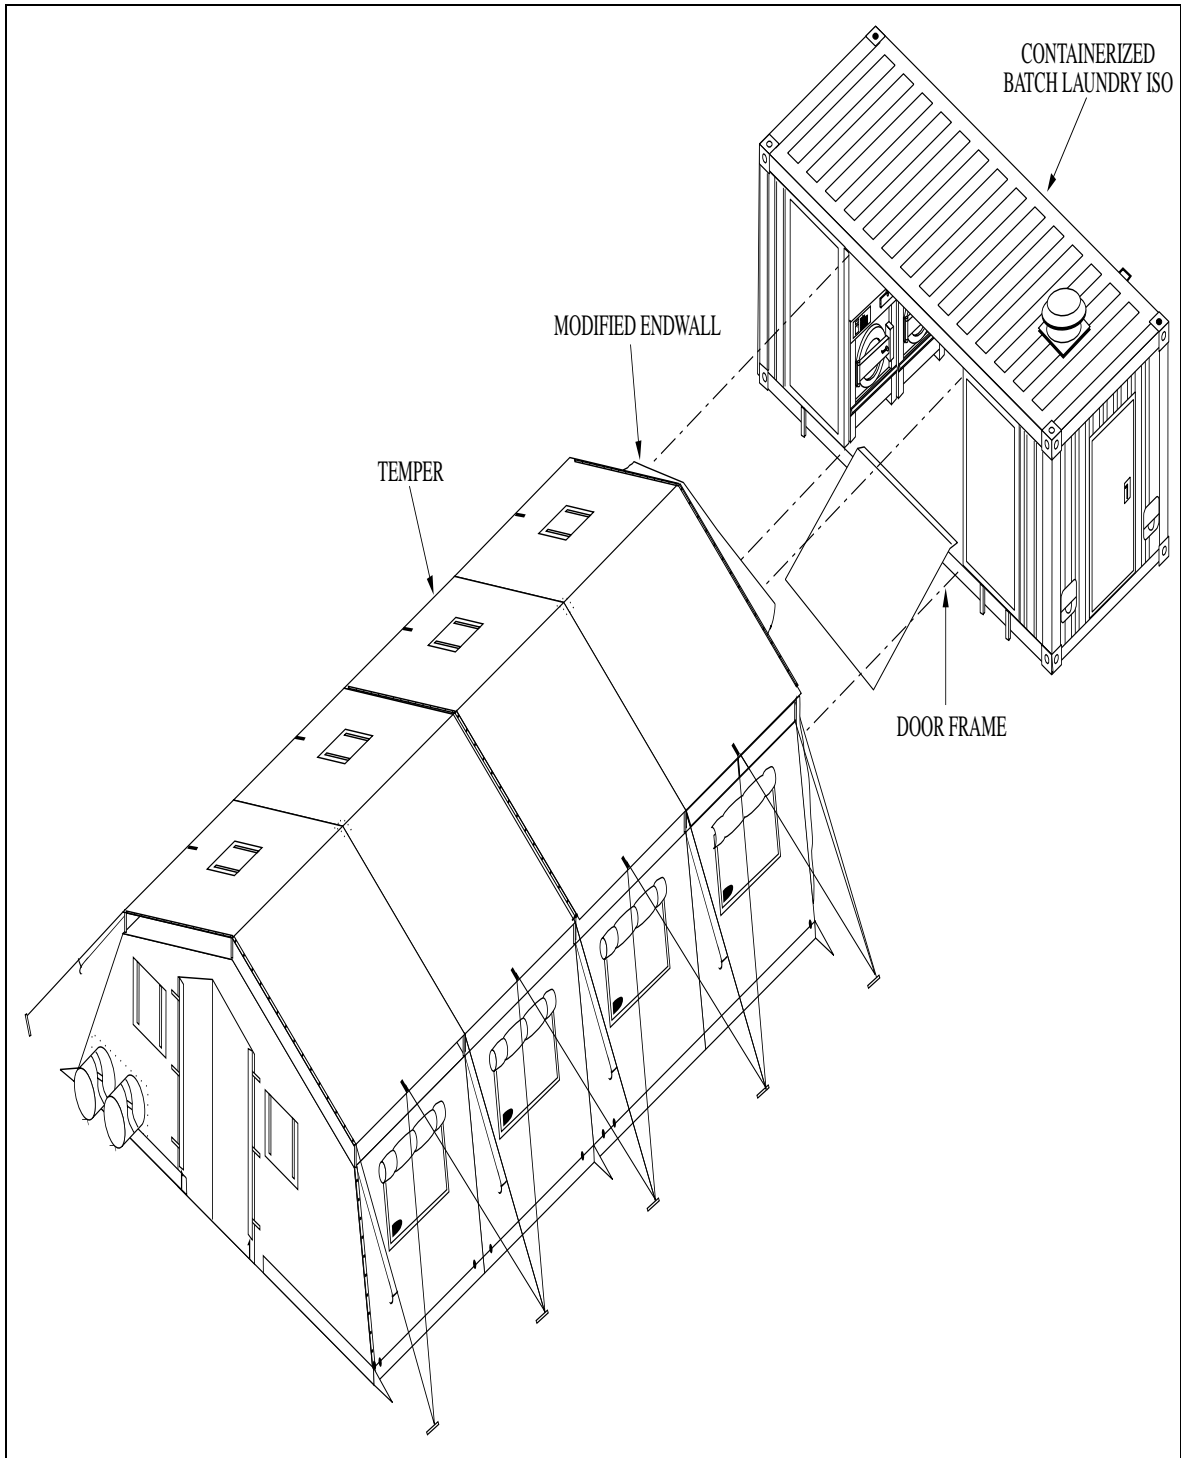 CONTAINERIZED
BATCH LAUNDRY ISO
MODIFIED ENDWALL
TEMPER
DOOR FRAME